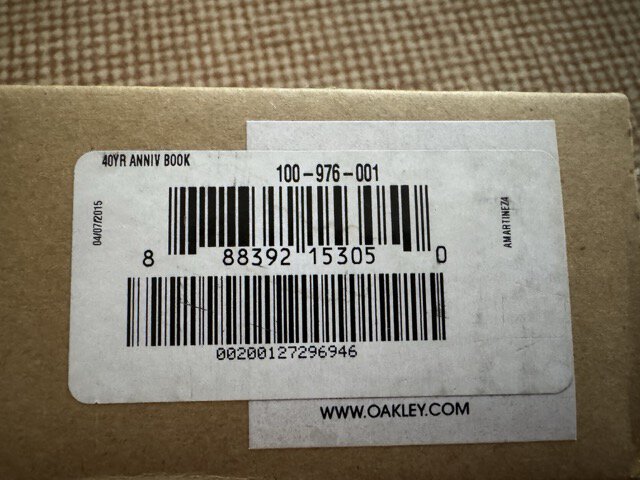 40YR ANNIV BOOK
100-976-001
04/07/2015
AMARTINEZ4
8 88392 15305 0
00200127296946
WWW.OAKLEY.COM